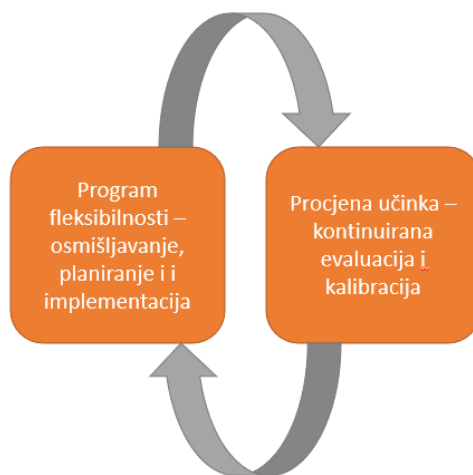 Program
fleksibilnosti –
osmišljavanje,
planiranje i i
implementacija
Procjena učinka –
kontinuirana
evaluacija i
kalibracija